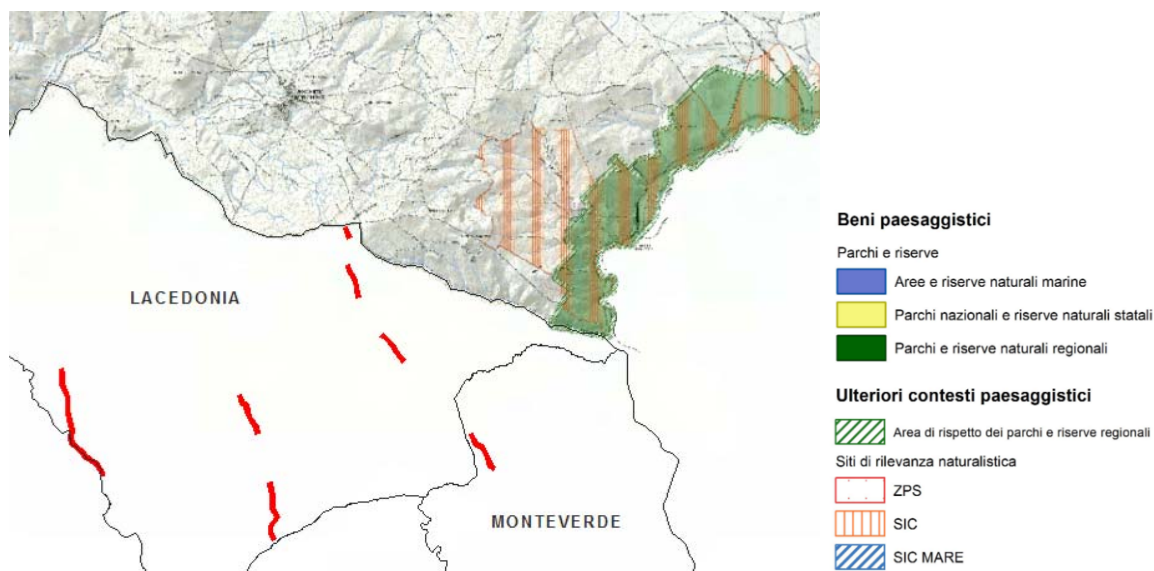 LACEDONIA
MONTEVERDE
Beni paesaggistici
Parchi e riserve
Aree e riserve naturali marine
Parchi nazionali e riserve naturali statali
Parchi e riserve naturali regionali
Ulteriori contesti paesaggistici
Area di rispetto dei parchi e riserve regionali
Siti di rilevanza naturalistica
ZPS
SIC
SIC MARE